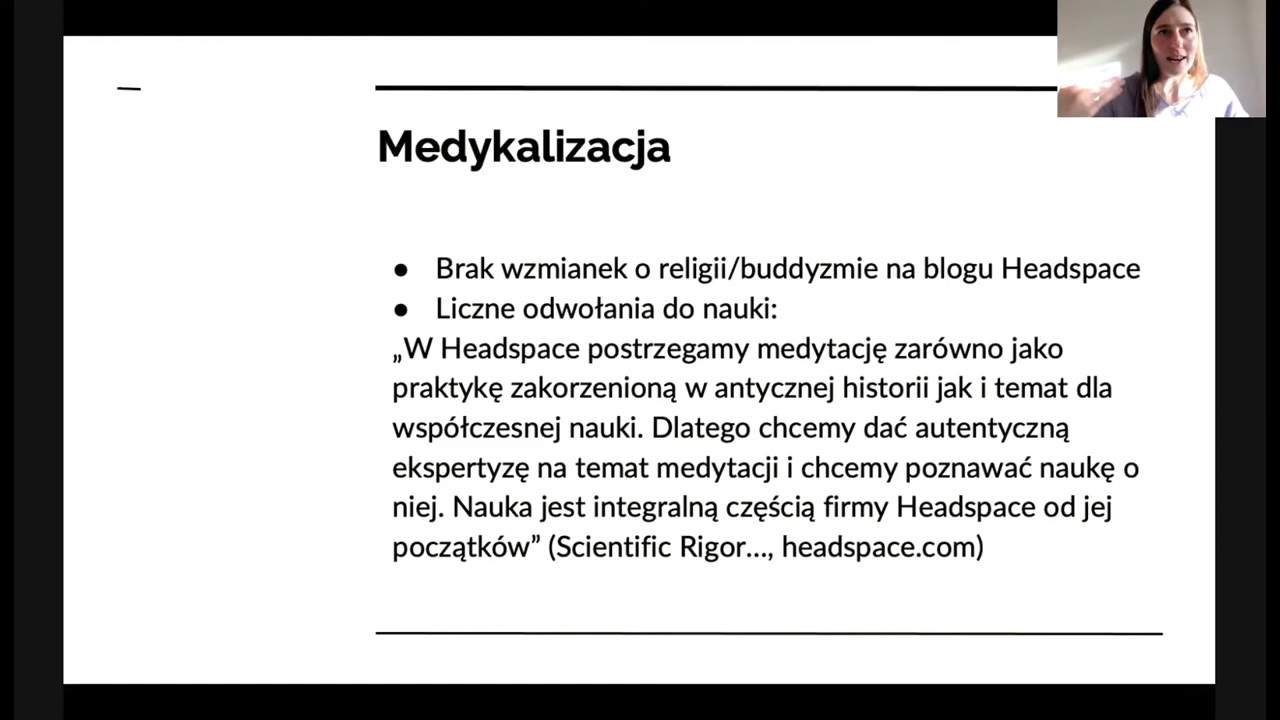 Medykalizacja
● Brak wzmianek o religii/buddyzmie na blogu Headspace
● Liczne odwołania do nauki:
„W Headspace postrzegamy medytację zarówno jako
praktykę zakorzenioną w antycznej historii jak i temat dla
współczesnej nauki. Dlatego chcemy dać autentyczną
ekspertyzę na temat medytacji i chcemy poznawać naukę o
niej. Nauka jest integralną częścią firmy Headspace od jej
początków” (Scientific Rigor..., headspace.com)